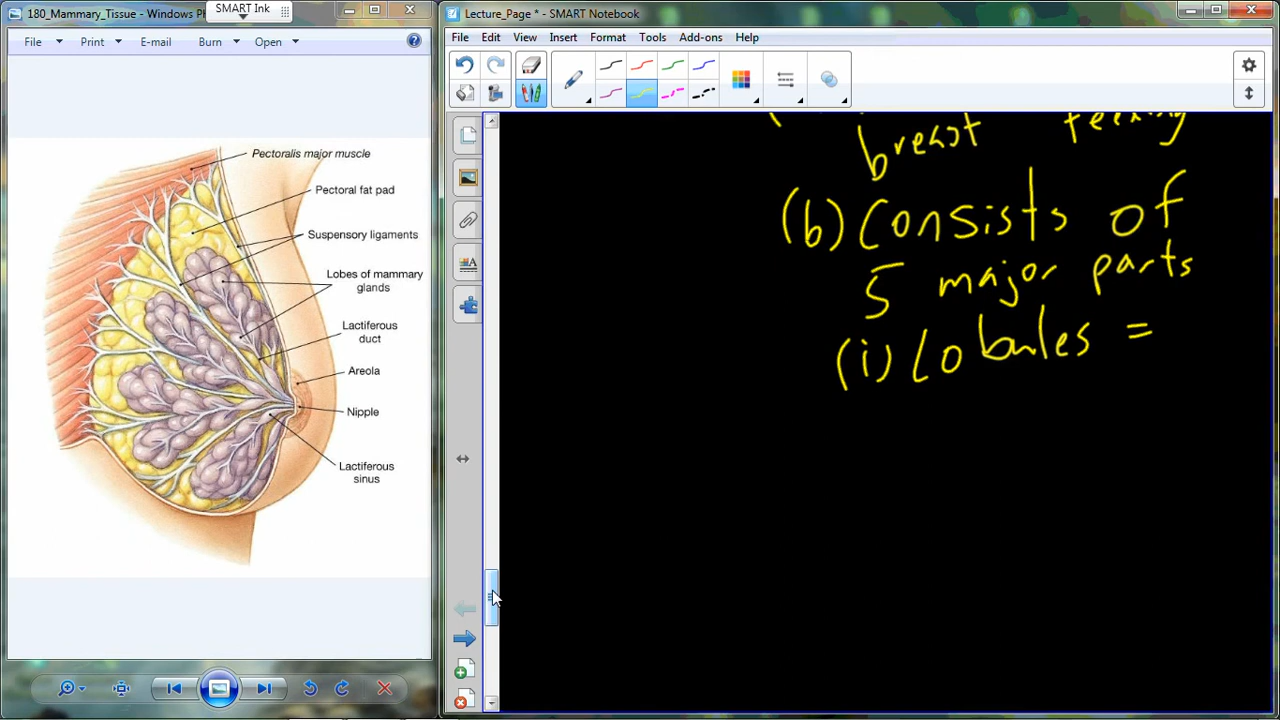 180_Mammary_Tissue - Windows Ph
SMART Ink
File Print E-mail Burn Open
Pectoralis major muscle
Pectoral fat pad
Suspensory ligaments
Lobes of mammary
glands
Lactiferous
duct
Areola
Nipple
Lactiferous
sinus
Lecture_Page * - SMART Notebook
File Edit View Insert Format Tools Add-ons Help
breast feeding
(b) Consists of
5 major parts
(i) Lobules =